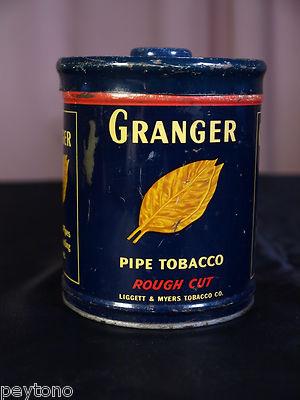 GRANGER
PIPE TOBACCO
ROUGH CUT
LIGGETT & MYERS TOBACCO CO.
peytono